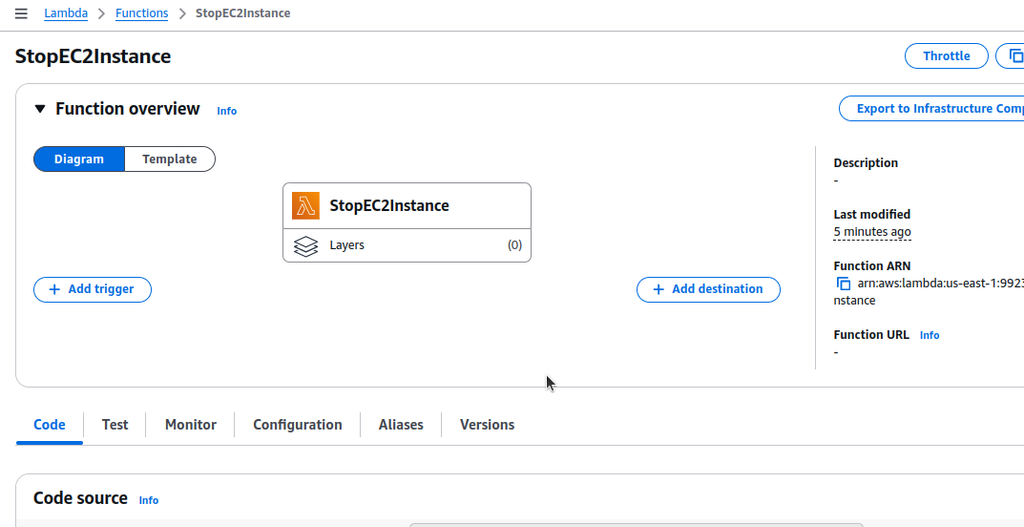 Lambda > Functions > StopEC2Instance
StopEC2Instance
Throttle
Function overview Info
Export to Infrastructure Com
Diagram Template
StopEC2Instance
Layers (0)
+ Add trigger
+ Add destination
Description
-
Last modified
5 minutes ago
Function ARN
arn:aws:lambda:us-east-1:992
nstance
Function URL Info
-
Code Test Monitor Configuration Aliases Versions
Code source Info